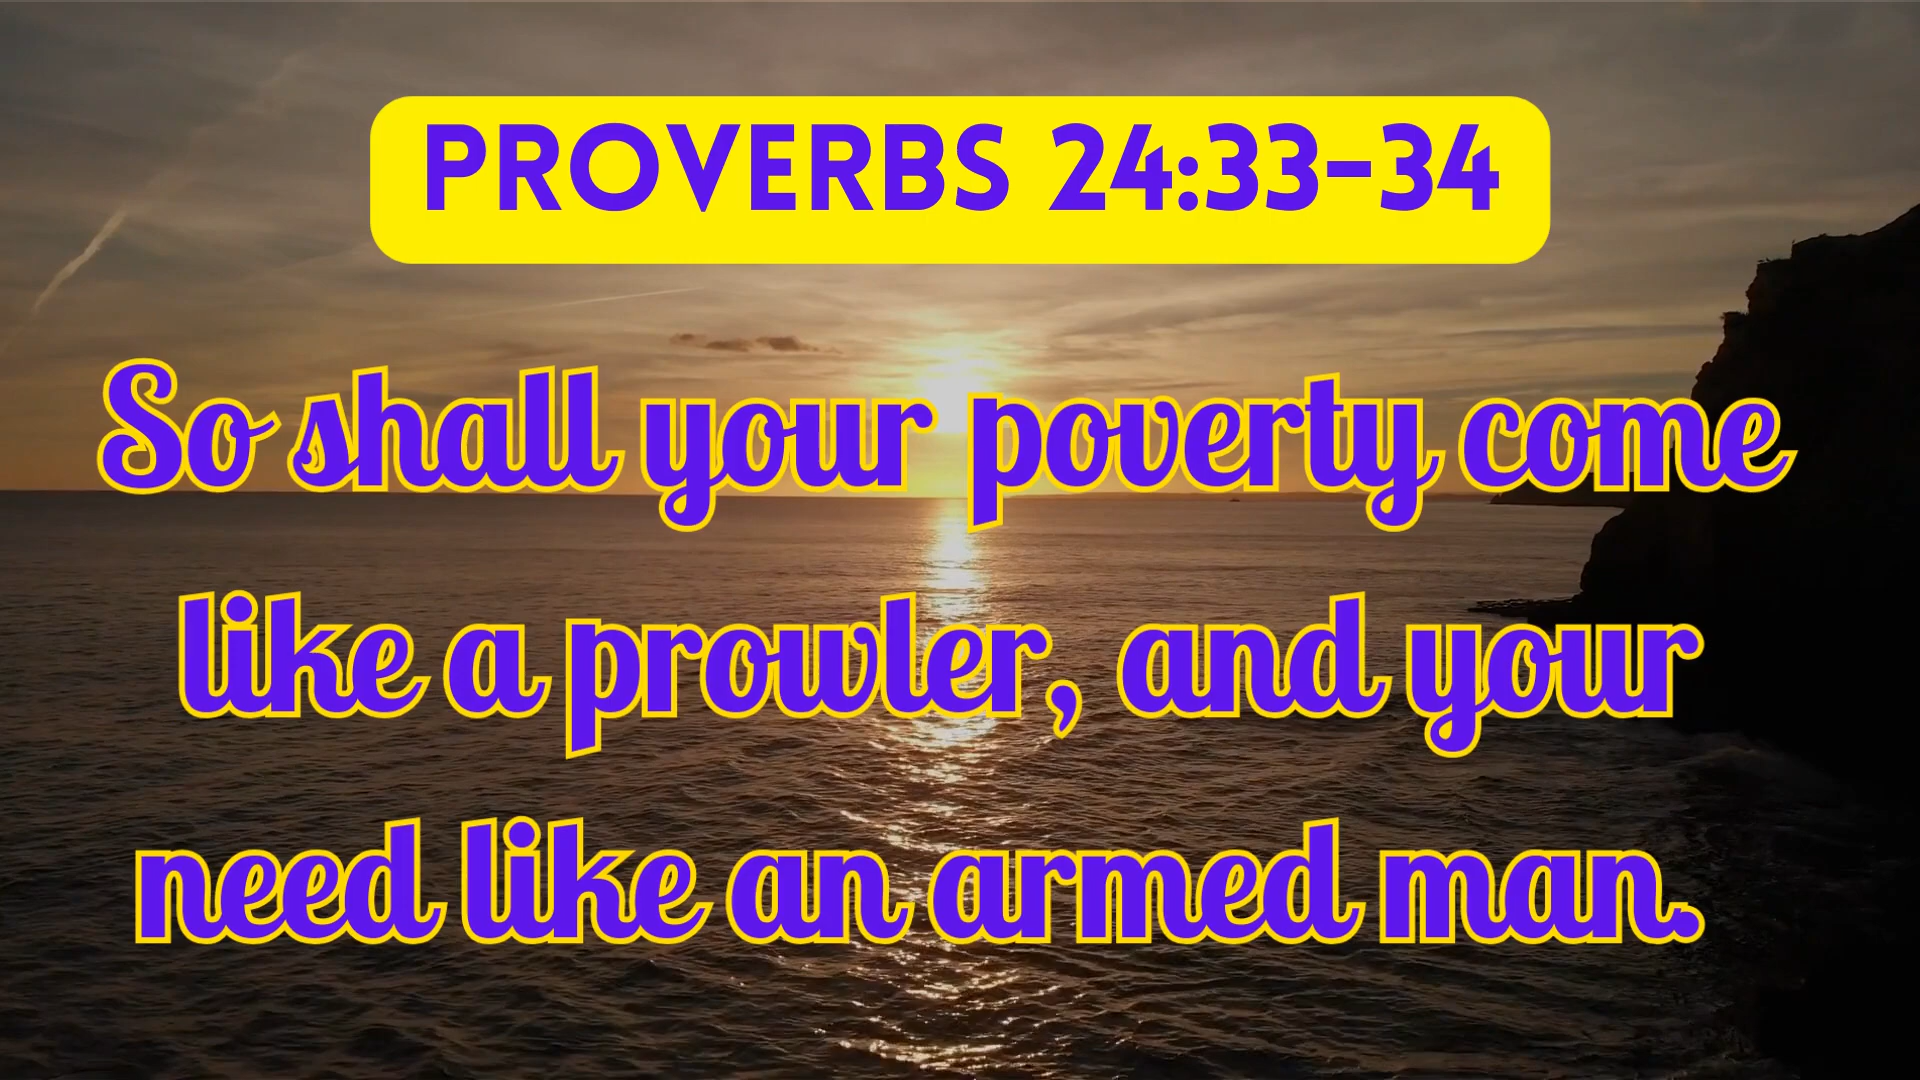 PROVERBS 24:33-34
So shall your poverty come
like a prowler, and your
need like an armed man.